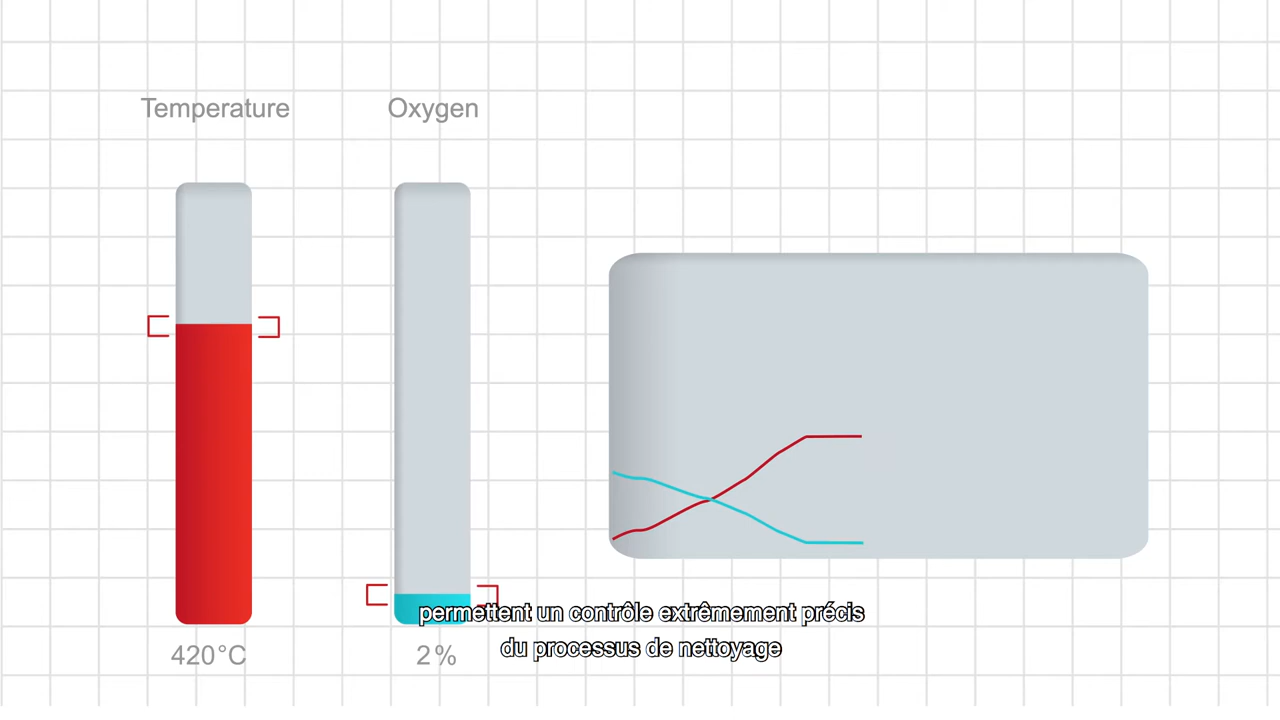 Temperature
Oxygen
420°C
2%
permettent un contrôle extrêmement précis
du processus de nettoyage